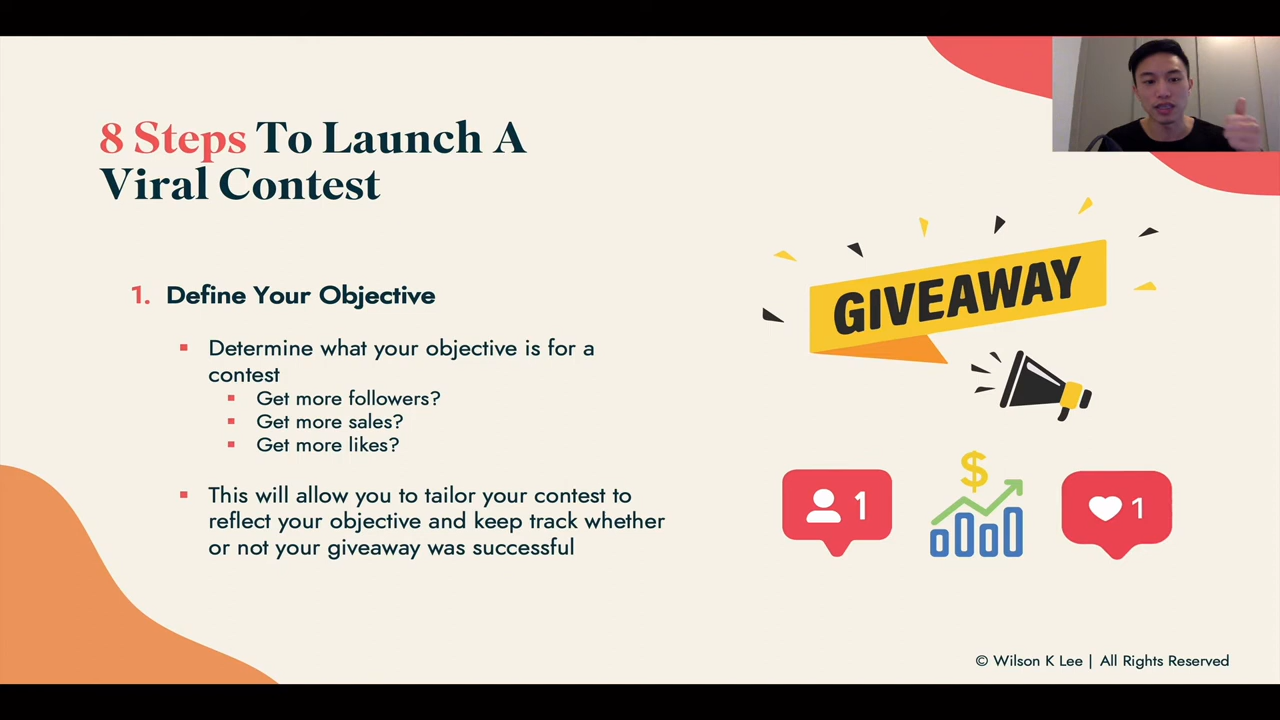 8 Steps To Launch A
Viral Contest
1. Define Your Objective
Determine what your objective is for a
contest
Get more followers?
Get more sales?
Get more likes?
This will allow you to tailor your contest to
reflect your objective and keep track whether
or not your giveaway was successful
GIVEAWAY
1
$
1
© Wilson K Lee | All Rights Reserved